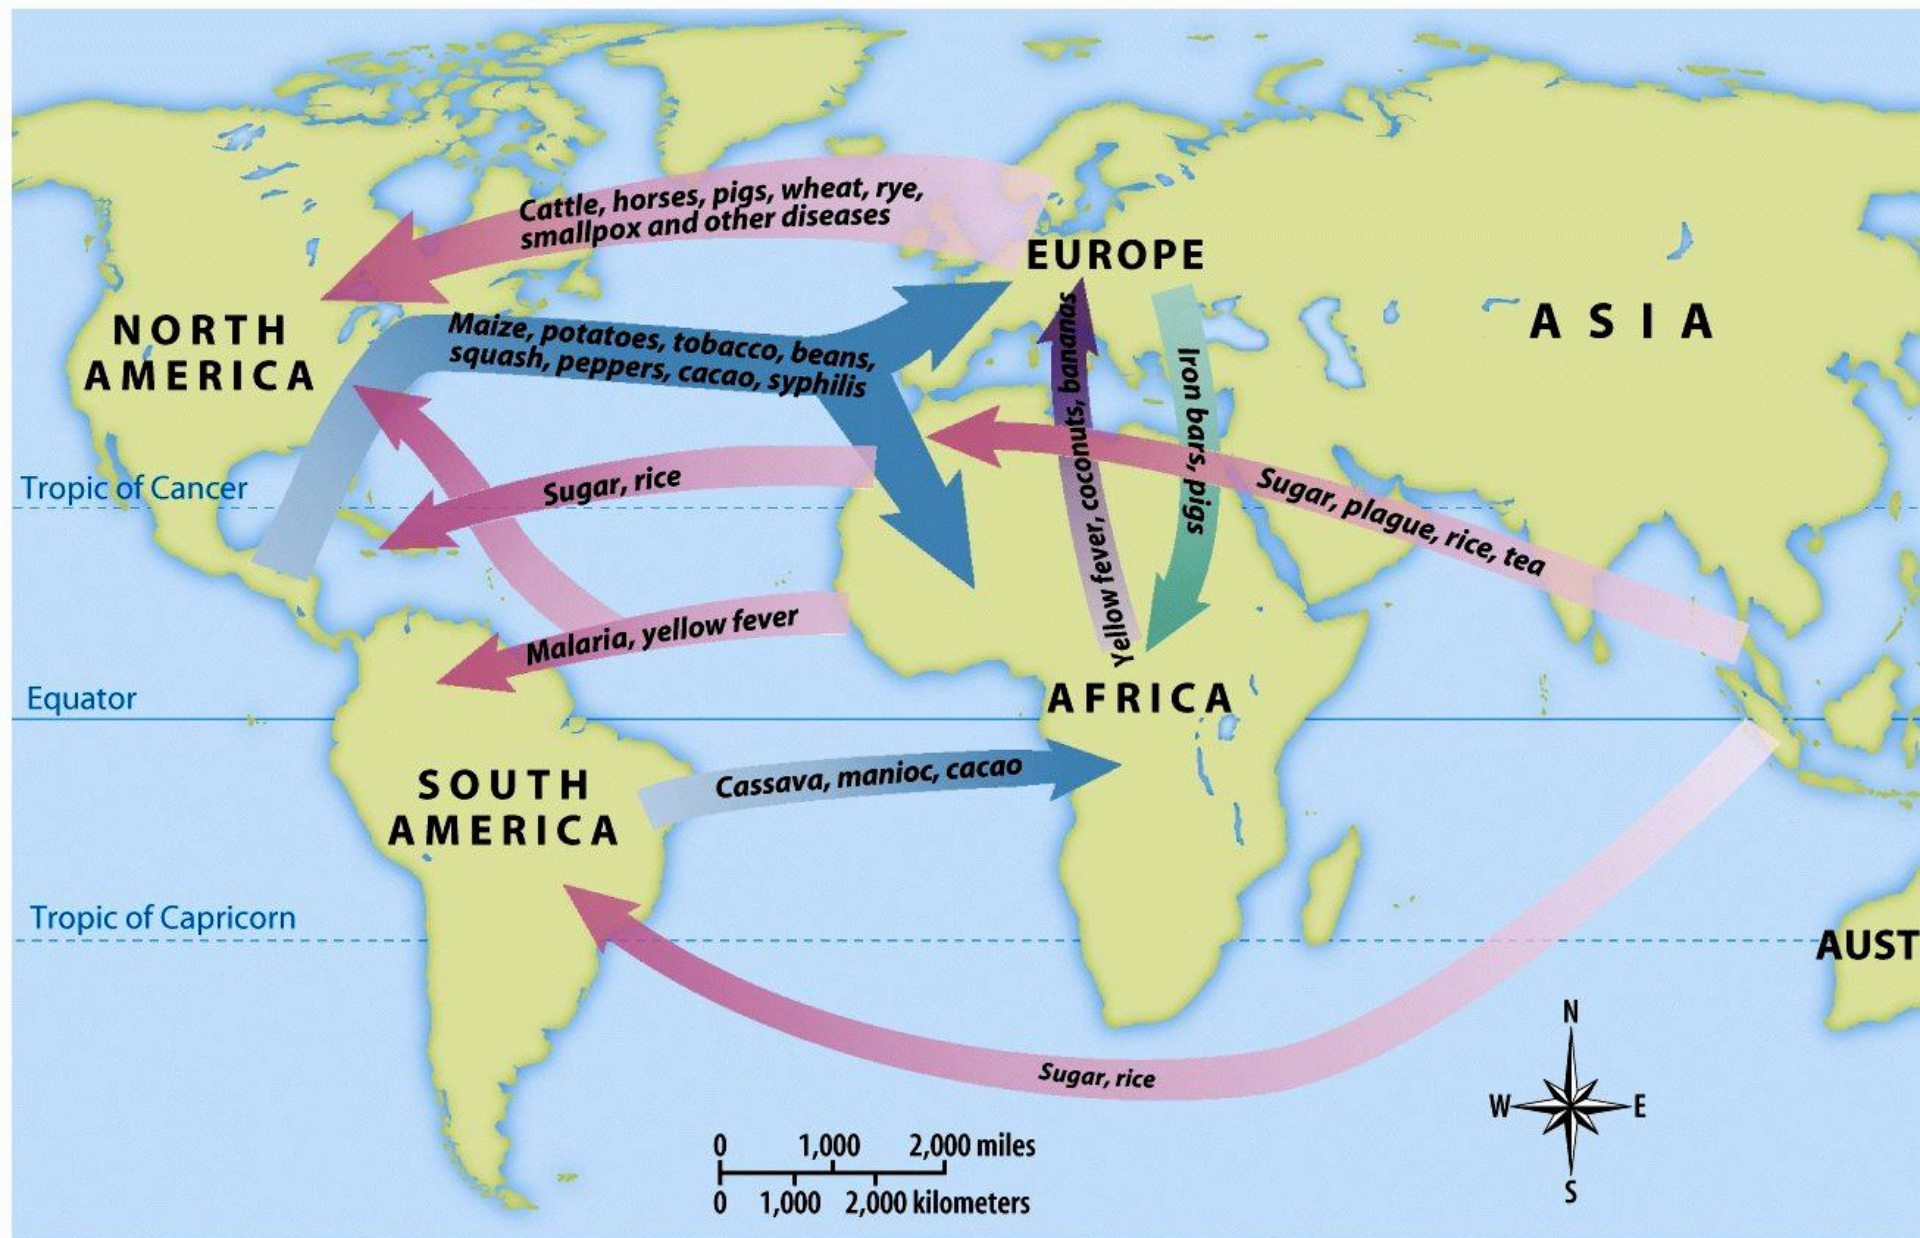 Cattle, horses, pigs, wheat, rye,
smallpox and other diseases
EUROPE
ASIA
NORTH
AMERICA
Maize, potatoes, tobacco, beans,
squash, peppers, cacao, syphilis
Yellow fever, coconuts, bananas
Iron bars, pigs
Tropic of Cancer
Sugar, rice
Sugar, plague, rice, tea
Malaria, yellow fever
Equator
AFRICA
SOUTH
AMERICA
Cassava, manioc, cacao
Tropic of Capricorn
AUST
Sugar, rice
N
W E
S
0 1,000 2,000 miles
0 1,000 2,000 kilometers